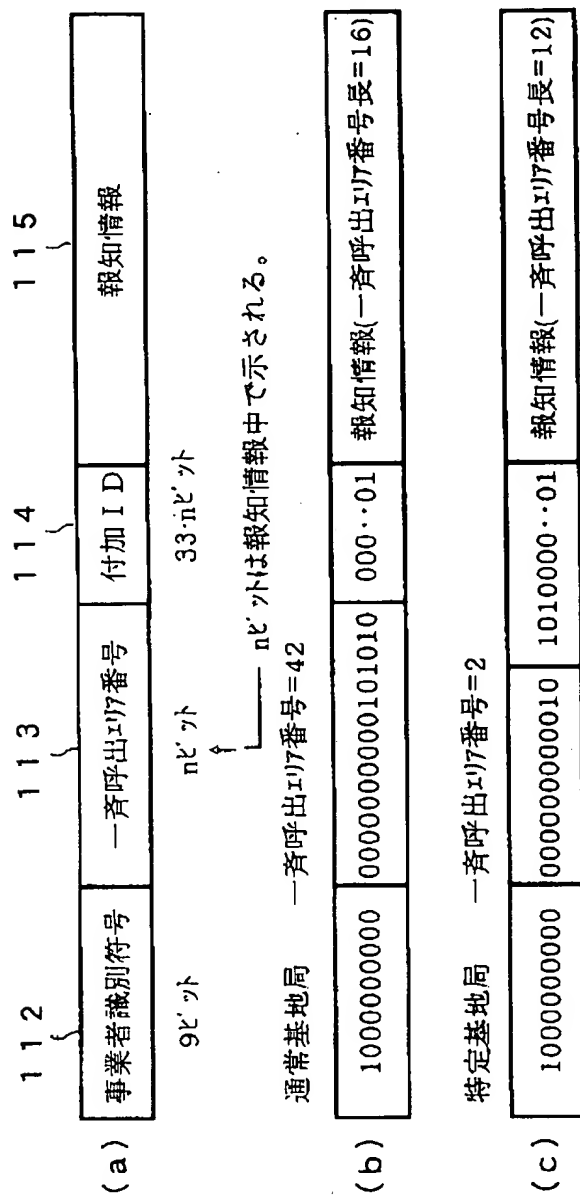 112 113 114 115
(a) 事業者識別符号 一斉呼出エリア番号 付加ID 報知情報
9ビット nビット 33-nビット
nビットは報知情報中で示される。
通常基地局 一斉呼出エリア番号=42
(b) 1000000000 0000000000101010 000‥01 報知情報(一斉呼出エリア番号長=16)
特定基地局 一斉呼出エリア番号=2
(c) 1000000000 000000000010 1010000‥01 報知情報(一斉呼出エリア番号長=12)